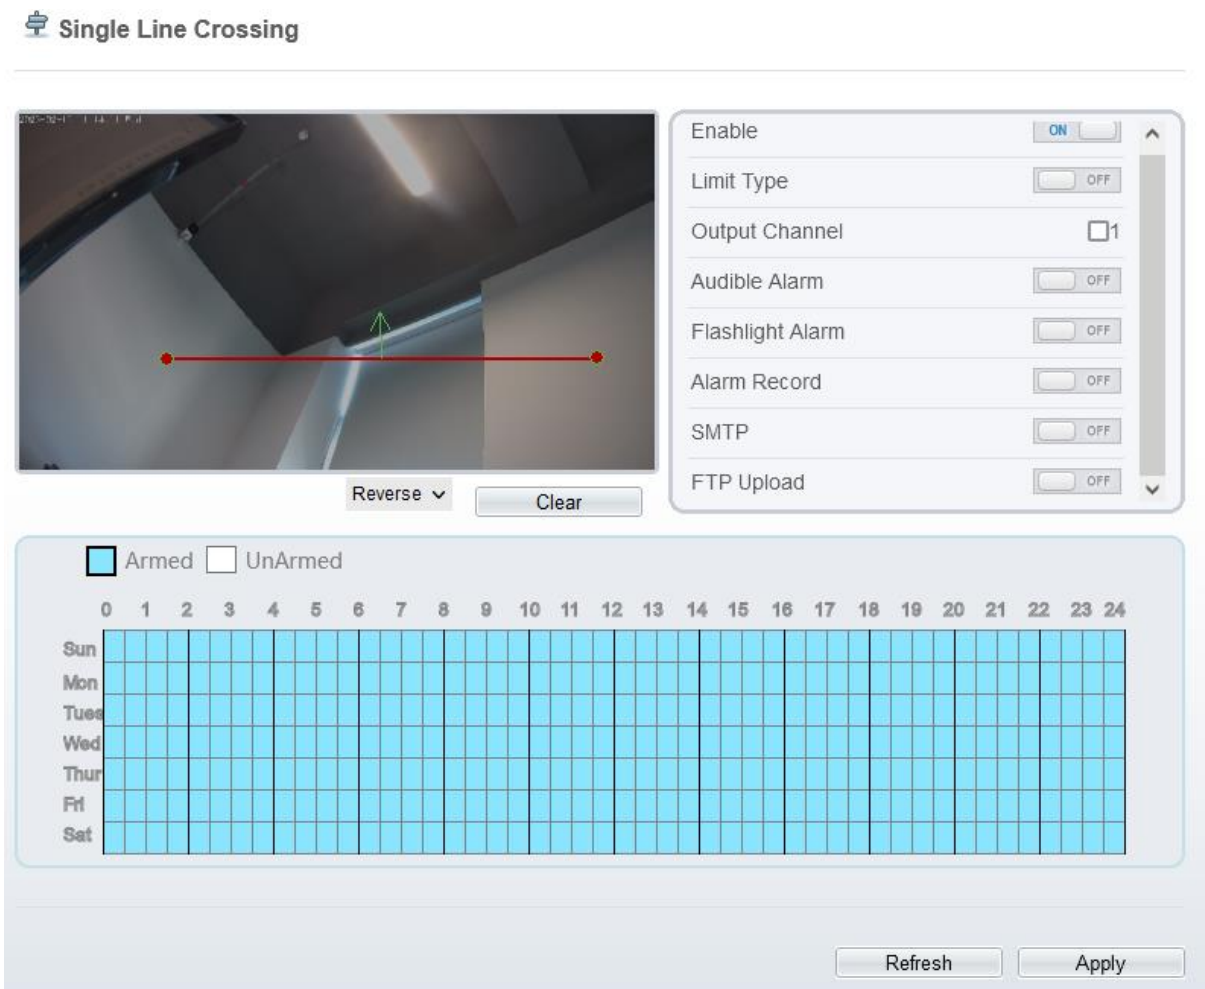 Single Line Crossing
Enable ON
Limit Type OFF
Output Channel 1
Audible Alarm OFF
Flashlight Alarm OFF
Alarm Record OFF
SMTP OFF
FTP Upload OFF
Reverse Clear
Armed UnArmed
0 1 2 3 4 5 6 7 8 9 10 11 12 13 14 15 16 17 18 19 20 21 22 23 24
Sun
Mon
Tues
Wed
Thur
Fri
Sat
Refresh Apply